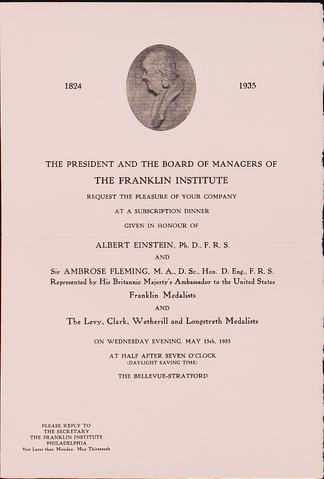 1824 1935
THE PRESIDENT AND THE BOARD OF MANAGERS OF
THE FRANKLIN INSTITUTE
REQUEST THE PLEASURE OF YOUR COMPANY
AT A SUBSCRIPTION DINNER
GIVEN IN HONOUR OF
ALBERT EINSTEIN, Ph. D., F. R. S.
AND
Sir AMBROSE FLEMING, M. A., D. Sc., Hon. D. Eng., F. R. S.
Represented by His Britannic Majesty's Ambassador to the United States
Franklin Medalists
AND
The Levy, Clark, Wetherill and Longstreth Medalists
ON WEDNESDAY EVENING, MAY 15th, 1935
AT HALF AFTER SEVEN O'CLOCK
(DAYLIGHT SAVING TIME)
THE BELLEVUE-STRATFORD
PLEASE REPLY TO
THE SECRETARY
THE FRANKLIN INSTITUTE
PHILADELPHIA
Not Later than Monday, May Thirteenth